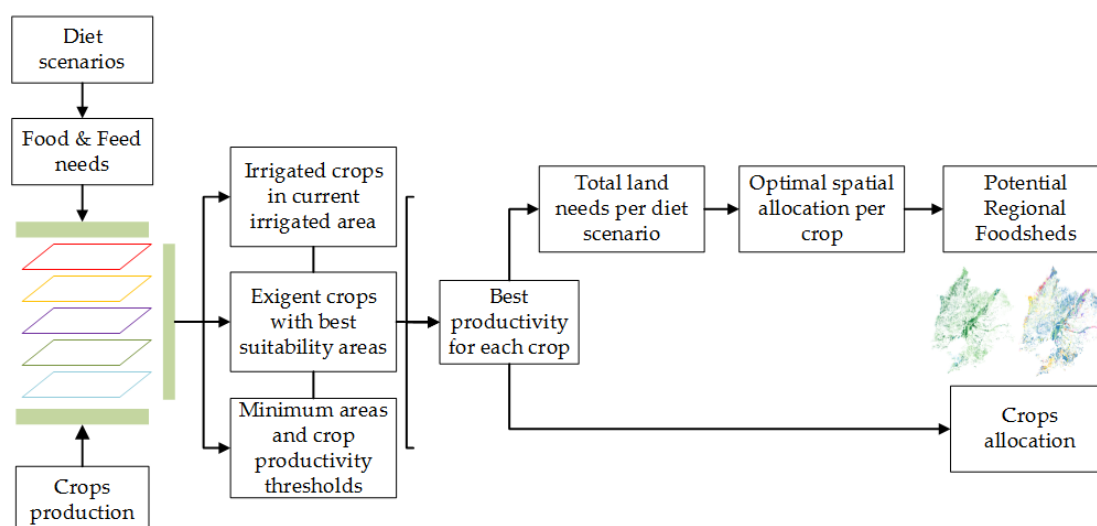 Diet
scenarios
Food & Feed
needs
Crops
production
Irrigated crops
in current
irrigated area
Exigent crops
with best
suitability areas
Minimum areas
and crop
productivity
thresholds
Best
productivity
for each crop
Total land
needs per diet
scenario
Optimal spatial
allocation per
crop
Potential
Regional
Foodsheds
Crops
allocation